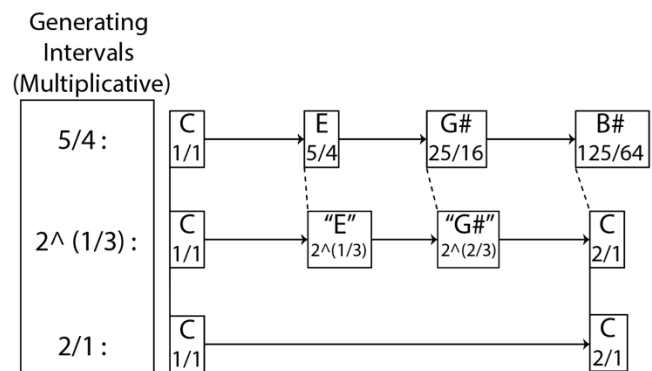 Generating
Intervals
(Multiplicative)
5/4 :
C
1/1
E
5/4
G#
25/16
B#
125/64
2^ (1/3) :
C
1/1
“E”
2^(1/3)
“G#”
2^(2/3)
C
2/1
2/1 :
C
1/1
C
2/1